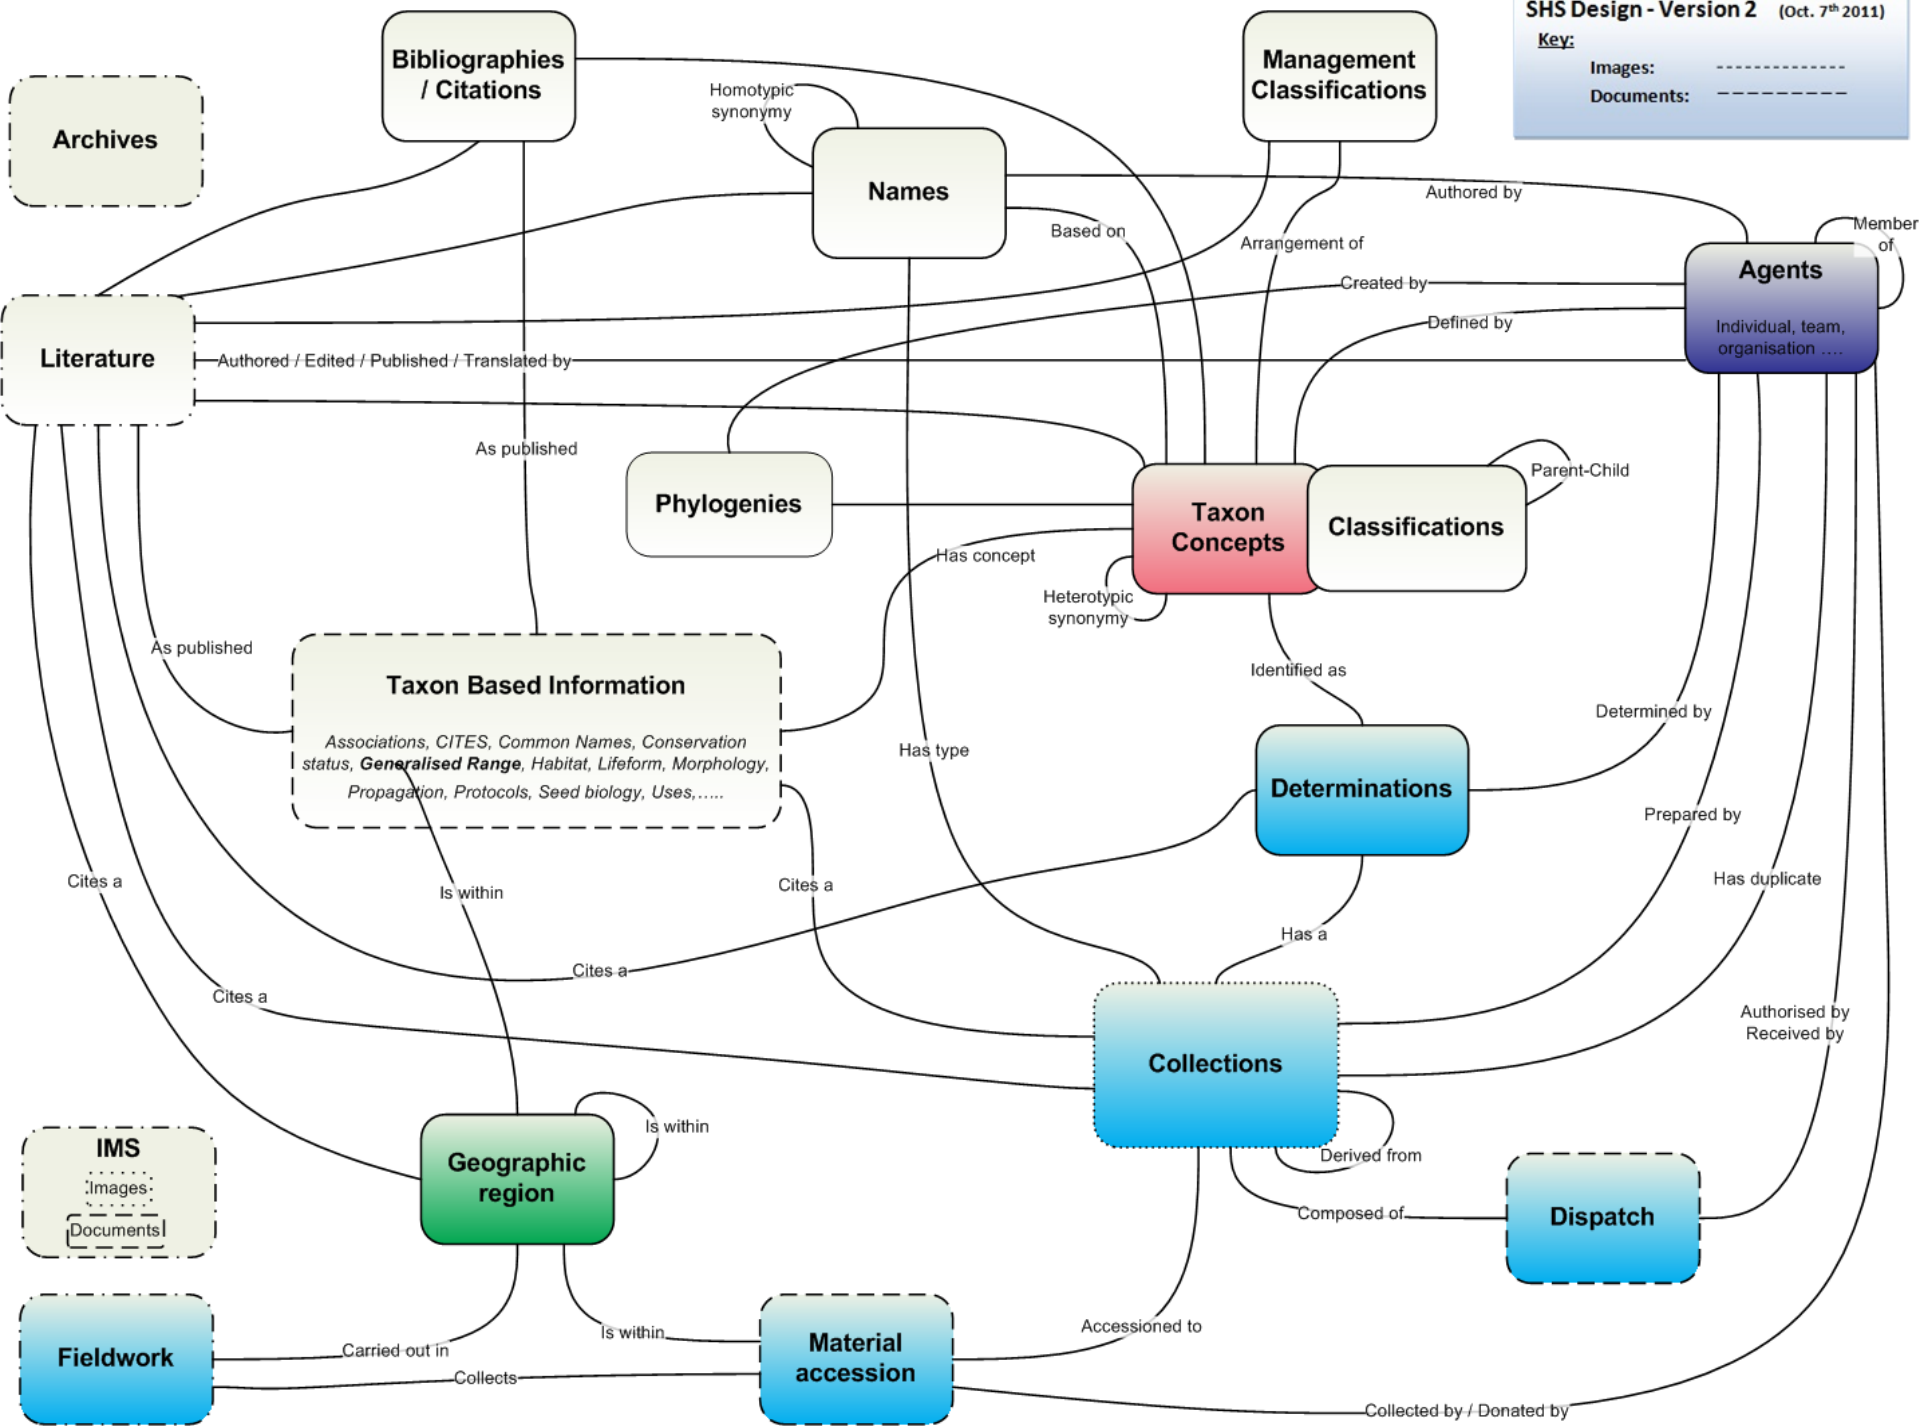 SHS Design - Version 2 (Oct. 7th 2011)
Key:
Images:
Documents:
Bibliographies
/ Citations
Management
Classifications
Archives
Homotypic
synonymy
Names
Authored by
Based on
Arrangement of
Member
of
Agents
Individual, team,
organisation ....
Created by
Defined by
Literature
Authored / Edited / Published / Translated by
As published
Phylogenies
Taxon
Concepts
Classifications
Parent-Child
Has concept
Heterotypic
synonymy
As published
Identified as
Taxon Based Information
Associations, CITES, Common Names, Conservation
status, Generalised Range, Habitat, Lifeform, Morphology,
Propagation, Protocols, Seed biology, Uses,.....
Has type
Determined by
Determinations
Prepared by
Cites a
Is within
Cites a
Has duplicate
Has a
Cites a
Cites a
Authorised by
Received by
Collections
Is within
Geographic
region
Derived from
IMS
Images
Documents
Composed of
Dispatch
Fieldwork
Carried out in
Is within
Material
accession
Accessioned to
Collects
Collected by / Donated by